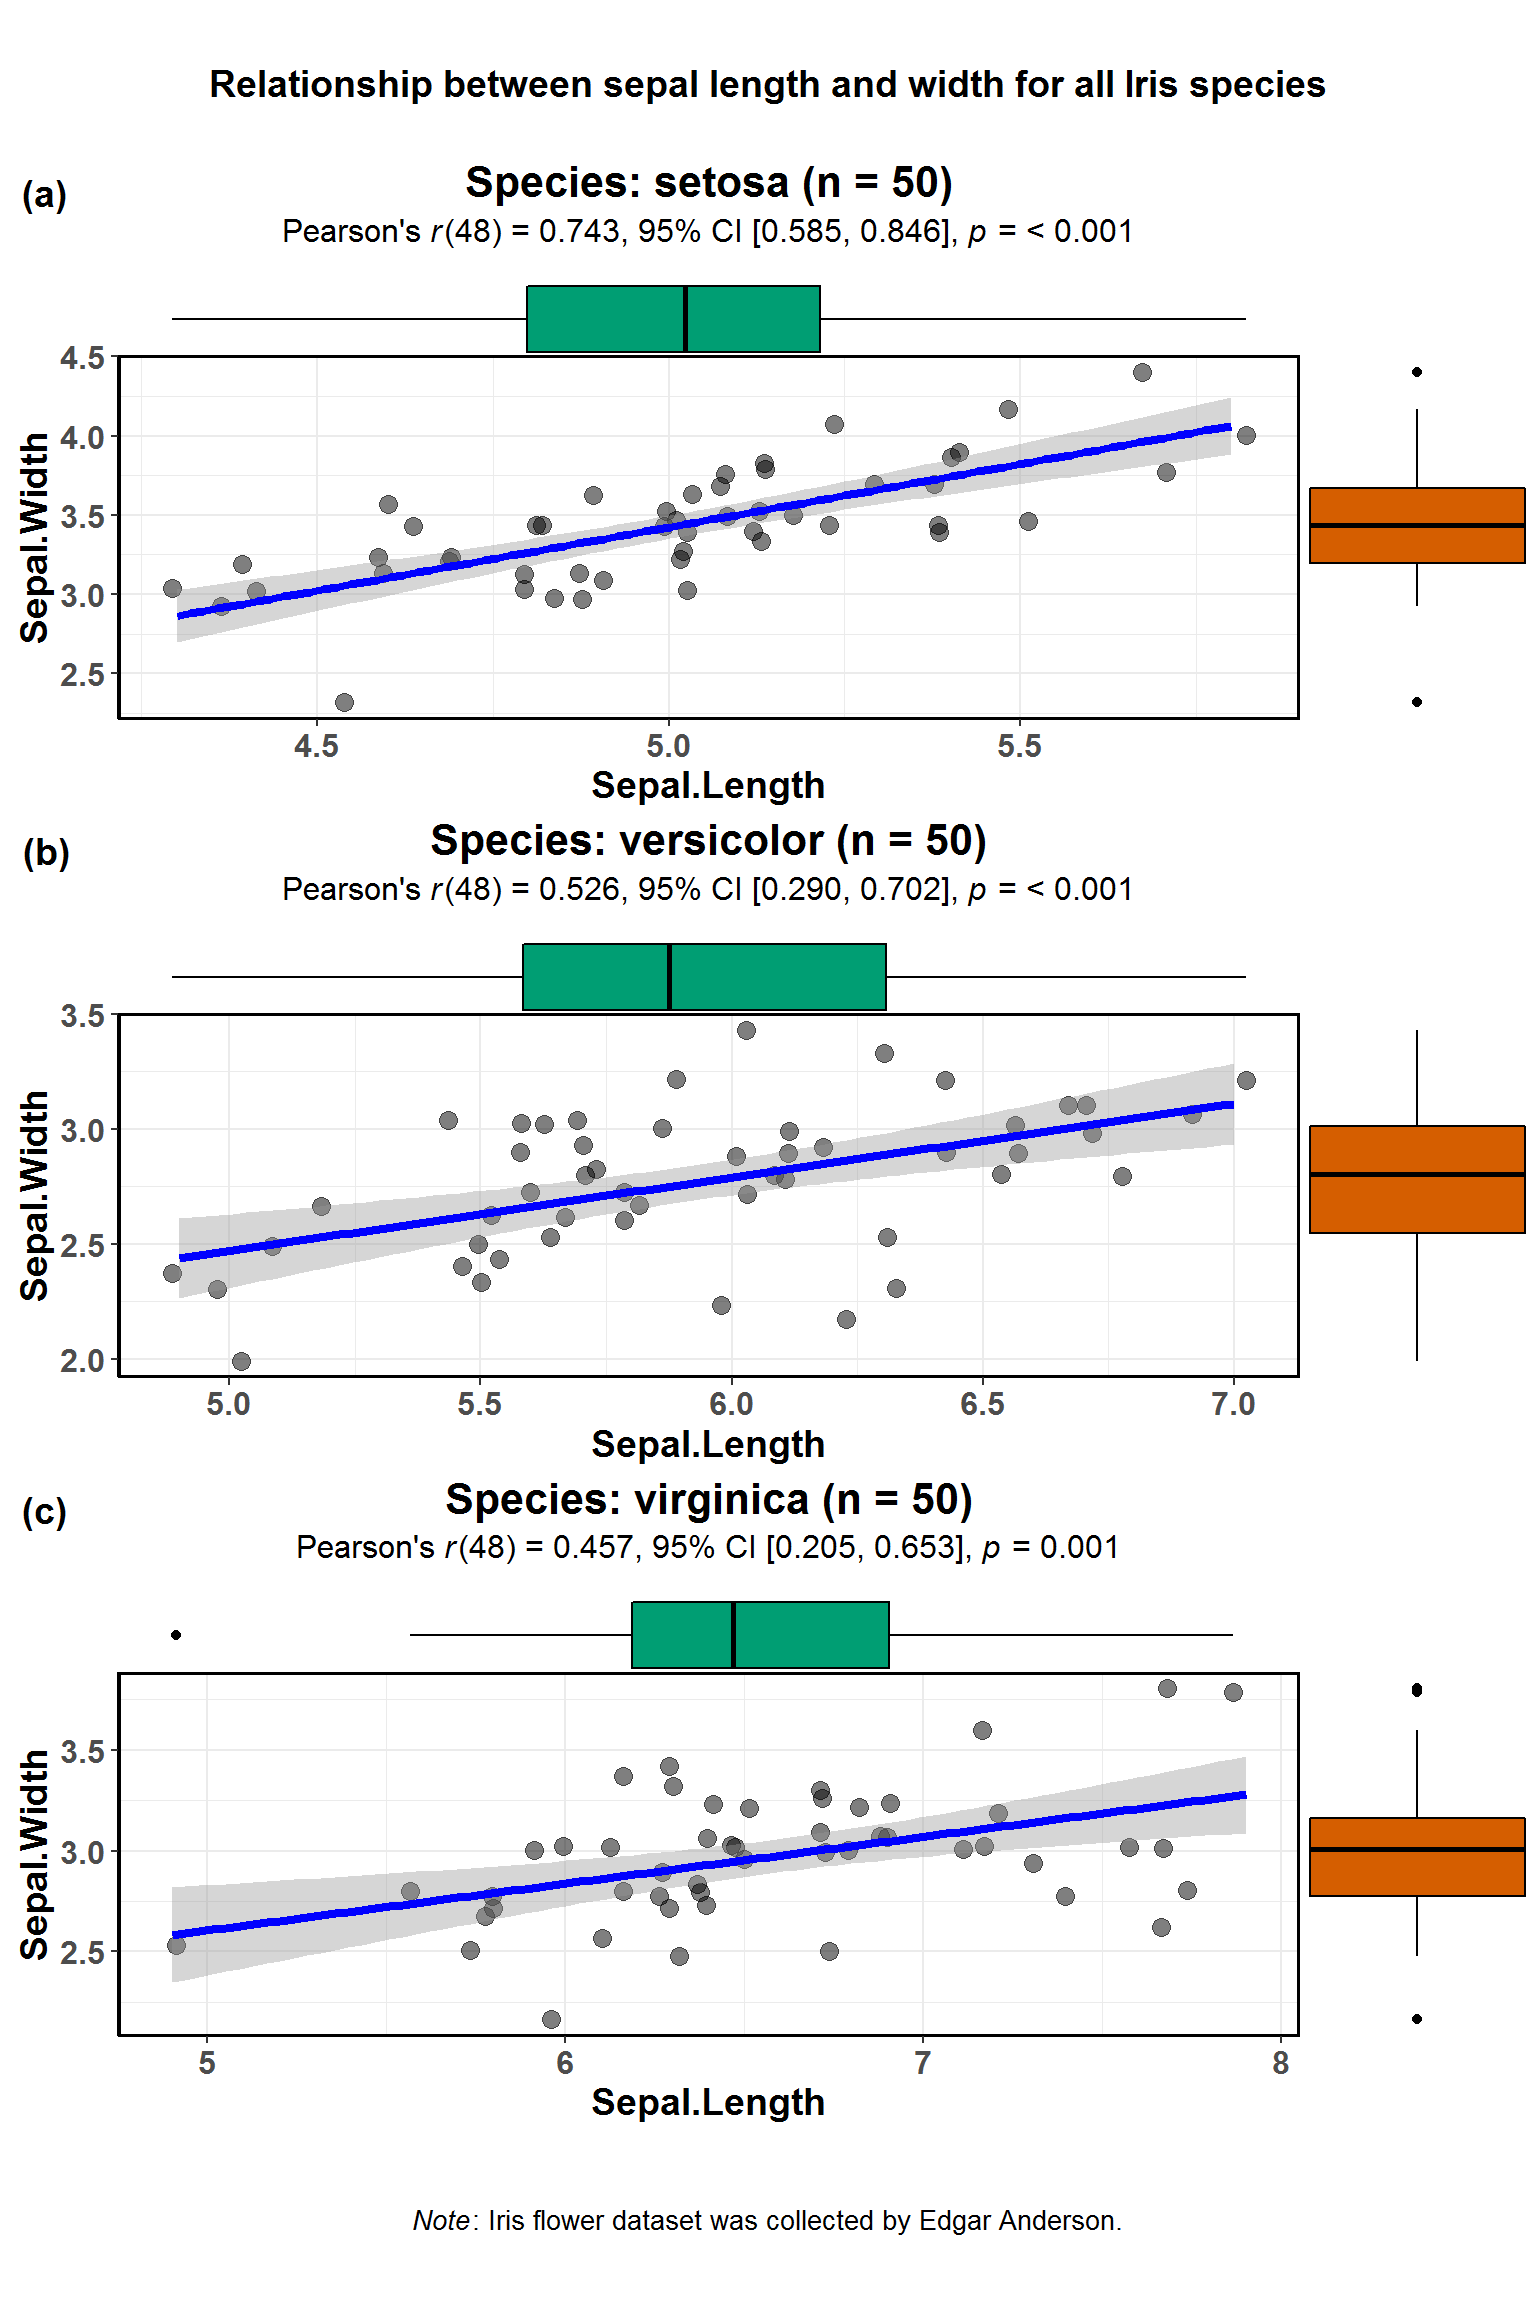 Relationship between sepal length and width for all Iris species
(a)
Species: setosa (n = 50)
Pearson's r(48) = 0.743, 95% CI [0.585, 0.846], p = < 0.001
Sepal.Width
4.5
4.0
3.5
3.0
2.5
4.5 5.0 5.5
Sepal.Length
(b)
Species: versicolor (n = 50)
Pearson's r(48) = 0.526, 95% CI [0.290, 0.702], p = < 0.001
Sepal.Width
3.5
3.0
2.5
2.0
5.0 5.5 6.0 6.5 7.0
Sepal.Length
(c)
Species: virginica (n = 50)
Pearson's r(48) = 0.457, 95% CI [0.205, 0.653], p = 0.001
Sepal.Width
3.5
3.0
2.5
5 6 7 8
Sepal.Length
Note: Iris flower dataset was collected by Edgar Anderson.